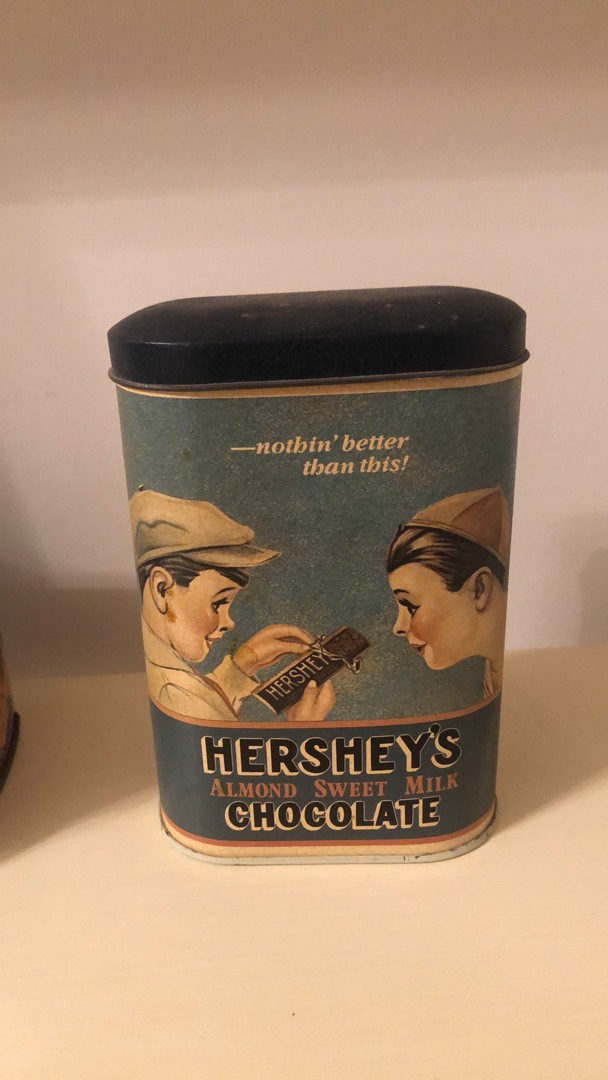 —nothin' better
than this!
HERSHEY'S
HERSHEY'S
ALMOND SWEET MILK
CHOCOLATE